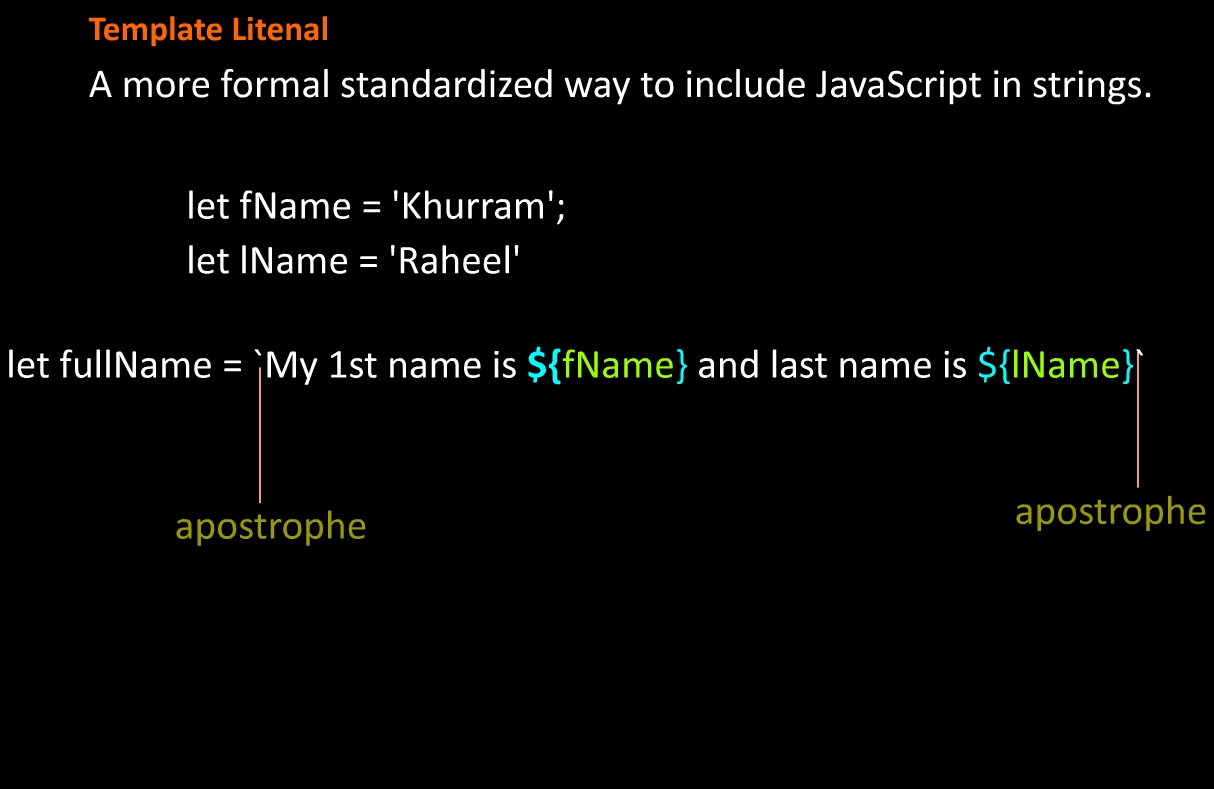 Template Litenal
A more formal standardized way to include JavaScript in strings.
let fName = 'Khurram';
let lName = 'Raheel'
let fullName = `My 1st name is ${fName} and last name is ${lName}`
apostrophe
apostrophe